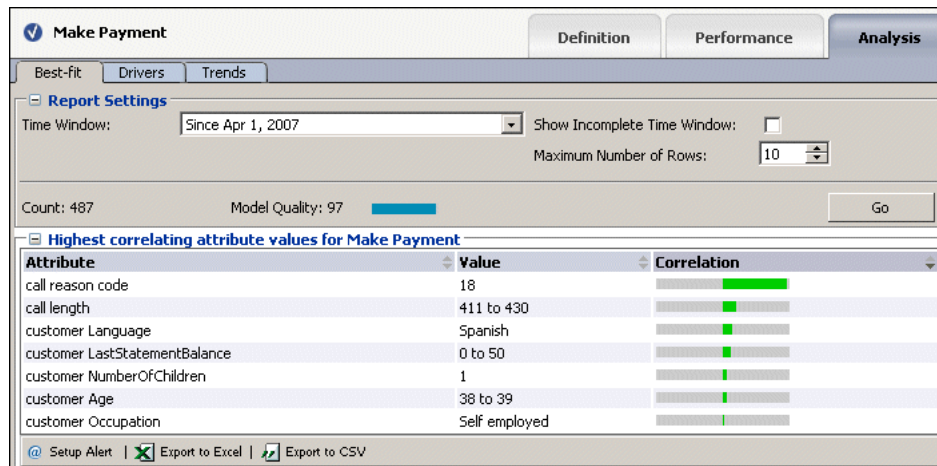 Make Payment Definition Performance Analysis
Best-fit Drivers Trends
Report Settings
Time Window: Since Apr 1, 2007 Show Incomplete Time Window:
Maximum Number of Rows: 10
Count: 487 Model Quality: 97 Go
Highest correlating attribute values for Make Payment
Attribute Value Correlation
call reason code 18
call length 411 to 430
customer Language Spanish
customer LastStatementBalance 0 to 50
customer NumberOfChildren 1
customer Age 38 to 39
customer Occupation Self employed
@ Setup Alert | Export to Excel | Export to CSV